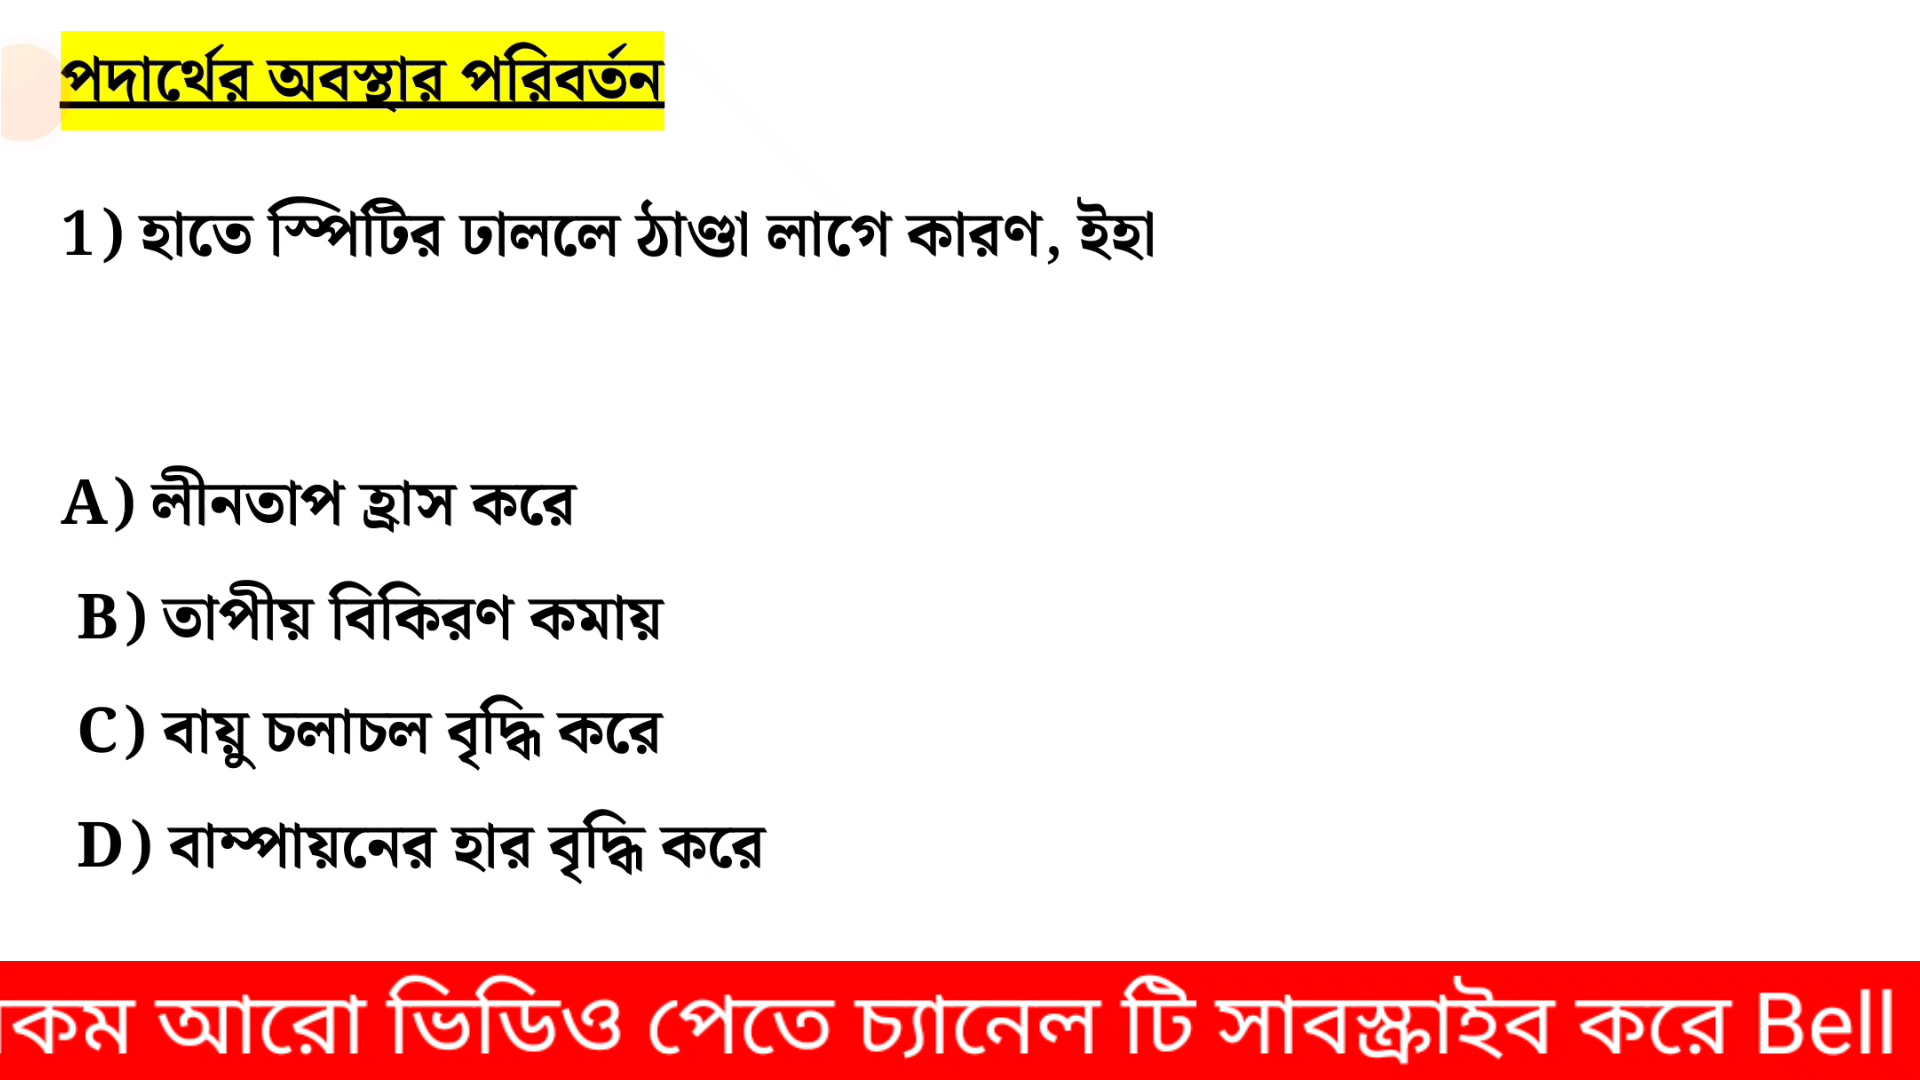 পদার্থের অবস্থার পরিবর্তন
1) হাতে স্পিটির ঢাললে ঠাণ্ডা লাগে কারণ, ইহা
A) লীনতাপ হ্রাস করে
B) তাপীয় বিকিরণ কমায়
C) বায়ু চলাচল বৃদ্ধি করে
D) বাম্পায়নের হার বৃদ্ধি করে
কম আরো ভিডিও পেতে চ্যানেল টি সাবস্ক্রাইব করে Bell